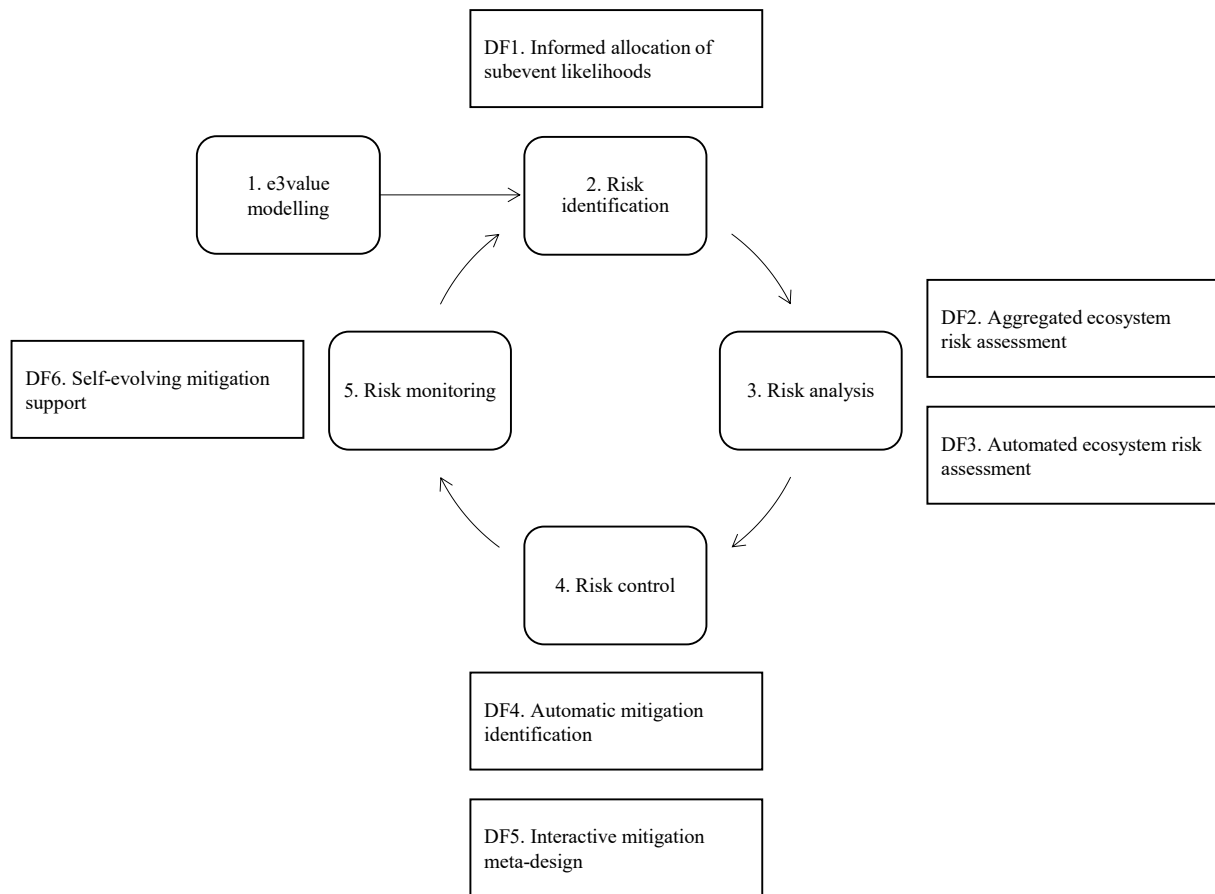 DF1. Informed allocation of
subevent likelihoods
1. e3value
modelling
2. Risk
identification
DF2. Aggregated ecosystem
risk assessment
DF6. Self-evolving mitigation
support
5. Risk monitoring
3. Risk analysis
DF3. Automated ecosystem risk
assessment
4. Risk control
DF4. Automatic mitigation
identification
DF5. Interactive mitigation
meta-design